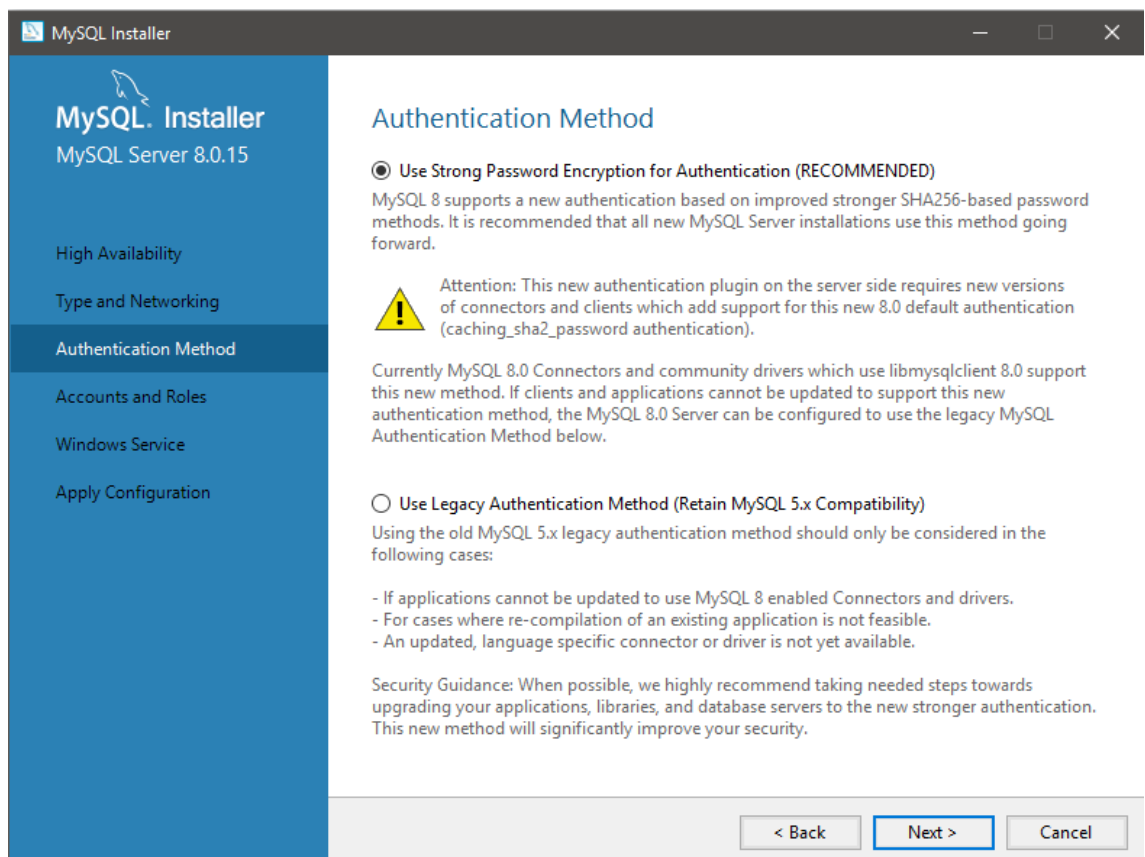 MySQL Installer
MySQL. Installer
MySQL Server 8.0.15
High Availability
Type and Networking
Authentication Method
Accounts and Roles
Windows Service
Apply Configuration
Authentication Method
Use Strong Password Encryption for Authentication (RECOMMENDED)
MySQL 8 supports a new authentication based on improved stronger SHA256-based password
methods. It is recommended that all new MySQL Server installations use this method going
forward.
Attention: This new authentication plugin on the server side requires new versions
of connectors and clients which add support for this new 8.0 default authentication
(caching_sha2_password authentication).
Currently MySQL 8.0 Connectors and community drivers which use libmysqlclient 8.0 support
this new method. If clients and applications cannot be updated to support this new
authentication method, the MySQL 8.0 Server can be configured to use the legacy MySQL
Authentication Method below.
Use Legacy Authentication Method (Retain MySQL 5.x Compatibility)
Using the old MySQL 5.x legacy authentication method should only be considered in the
following cases:
- If applications cannot be updated to use MySQL 8 enabled Connectors and drivers.
- For cases where re-compilation of an existing application is not feasible.
- An updated, language specific connector or driver is not yet available.
Security Guidance: When possible, we highly recommend taking needed steps towards
upgrading your applications, libraries, and database servers to the new stronger authentication.
This new method will significantly improve your security.
< Back
Next >
Cancel